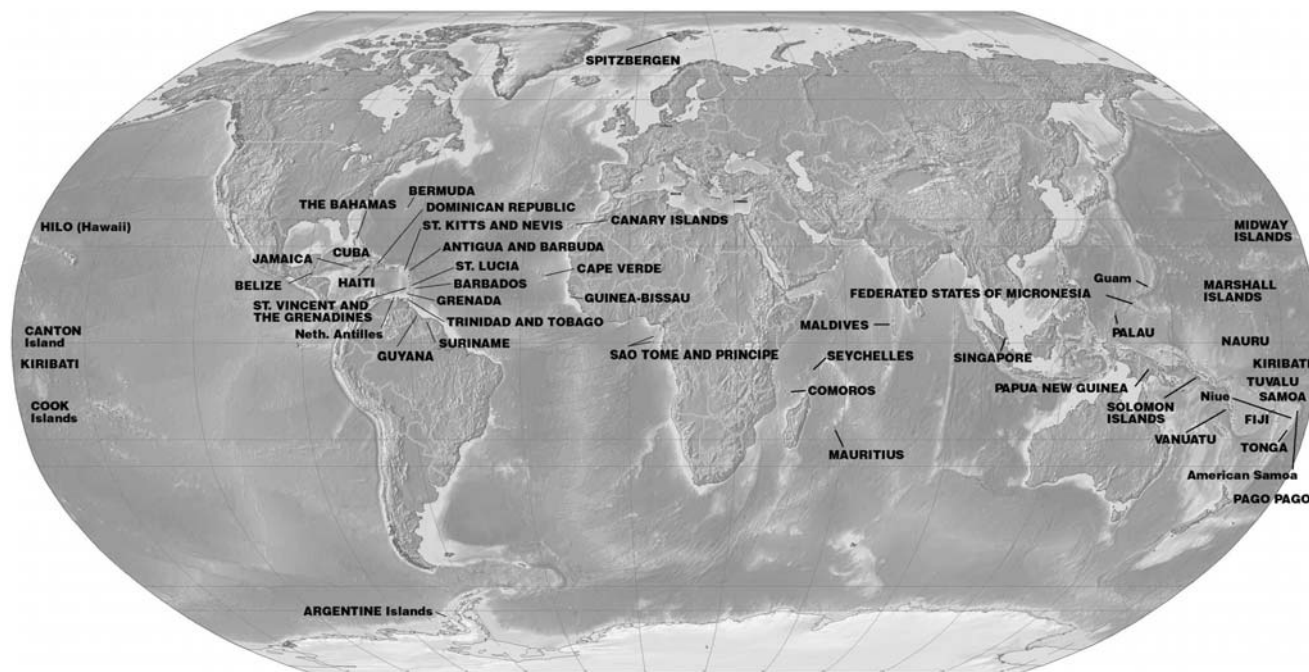 SPITZBERGEN
BERMUDA
THE BAHAMAS
DOMINICAN REPUBLIC
ST. KITTS AND NEVIS
CANARY ISLANDS
HILO (Hawaii)
MIDWAY
ISLANDS
CUBA
ANTIGUA AND BARBUDA
JAMAICA
ST. LUCIA
CAPE VERDE
BELIZE
HAITI
BARBADOS
Guam
MARSHALL
ISLANDS
FEDERATED STATES OF MICRONESIA
ST. VINCENT AND
THE GRENADINES
GRENADA
GUINEA-BISSAU
Neth. Antilles
TRINIDAD AND TOBAGO
MALDIVES
PALAU
CANTON
Island
NAURU
GUYANA
SURINAME
SAO TOME AND PRINCIPE
SEYCHELLES
SINGAPORE
KIRIBATI
KIRIBATI
COMOROS
PAPUA NEW GUINEA
TUVALU
Niue
SAMOA
COOK
Islands
SOLOMON
ISLANDS
FIJI
VANUATU
TONGA
MAURITIUS
American Samoa
PAGO PAGO
ARGENTINE Islands